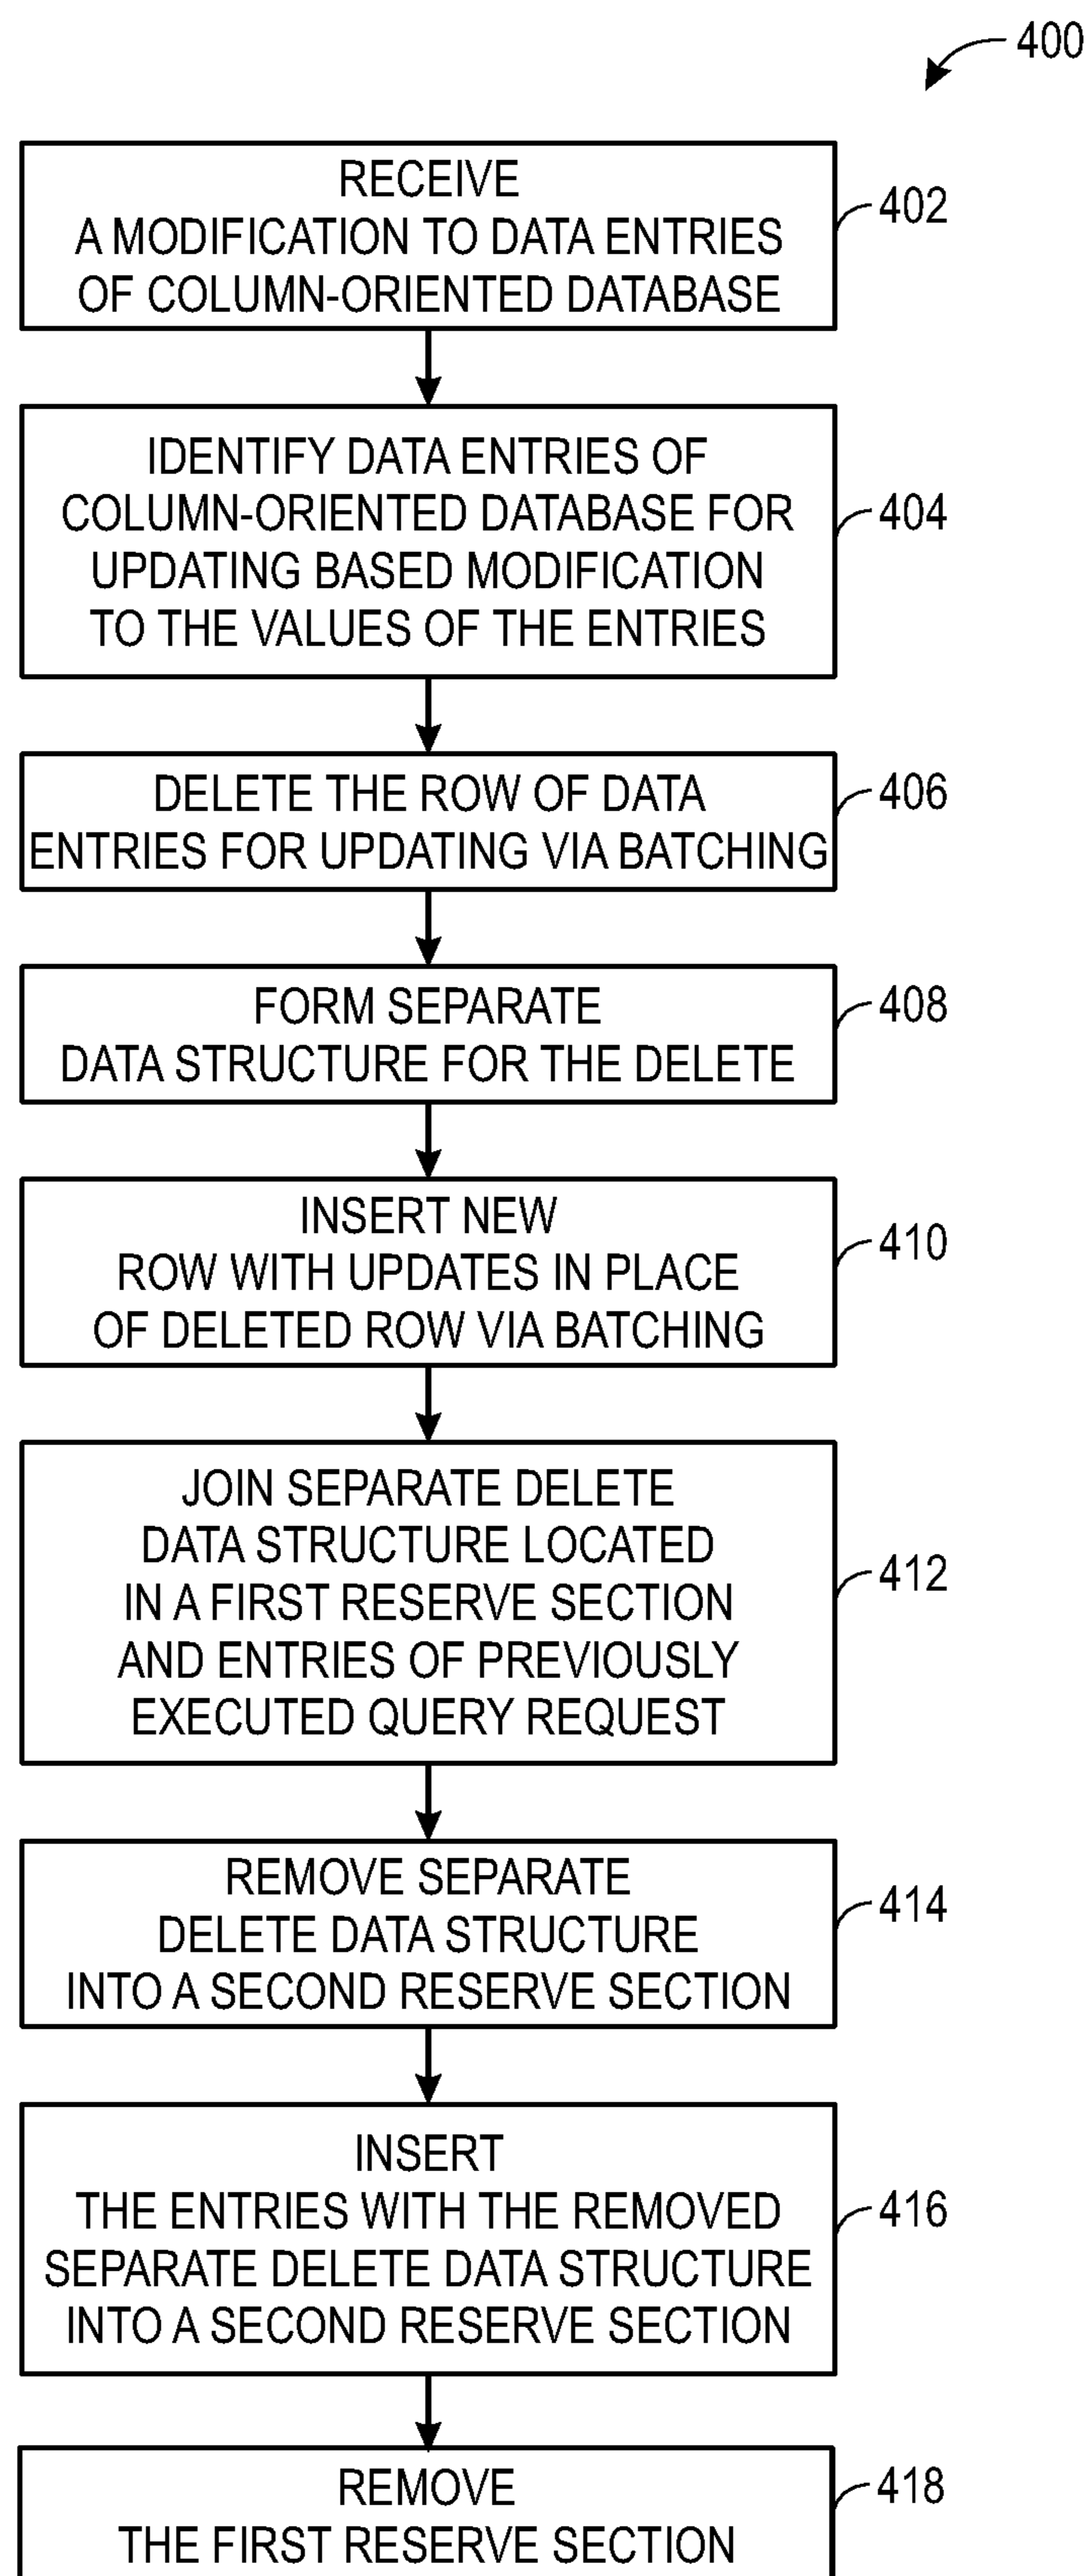 400
RECEIVE
A MODIFICATION TO DATA ENTRIES
OF COLUMN-ORIENTED DATABASE
402
IDENTIFY DATA ENTRIES OF
COLUMN-ORIENTED DATABASE FOR
UPDATING BASED MODIFICATION
TO THE VALUES OF THE ENTRIES
404
DELETE THE ROW OF DATA
ENTRIES FOR UPDATING VIA BATCHING
406
FORM SEPARATE
DATA STRUCTURE FOR THE DELETE
408
INSERT NEW
ROW WITH UPDATES IN PLACE
OF DELETED ROW VIA BATCHING
410
JOIN SEPARATE DELETE
DATA STRUCTURE LOCATED
IN A FIRST RESERVE SECTION
AND ENTRIES OF PREVIOUSLY
EXECUTED QUERY REQUEST
412
REMOVE SEPARATE
DELETE DATA STRUCTURE
INTO A SECOND RESERVE SECTION
414
INSERT
THE ENTRIES WITH THE REMOVED
SEPARATE DELETE DATA STRUCTURE
INTO A SECOND RESERVE SECTION
416
REMOVE
THE FIRST RESERVE SECTION
418